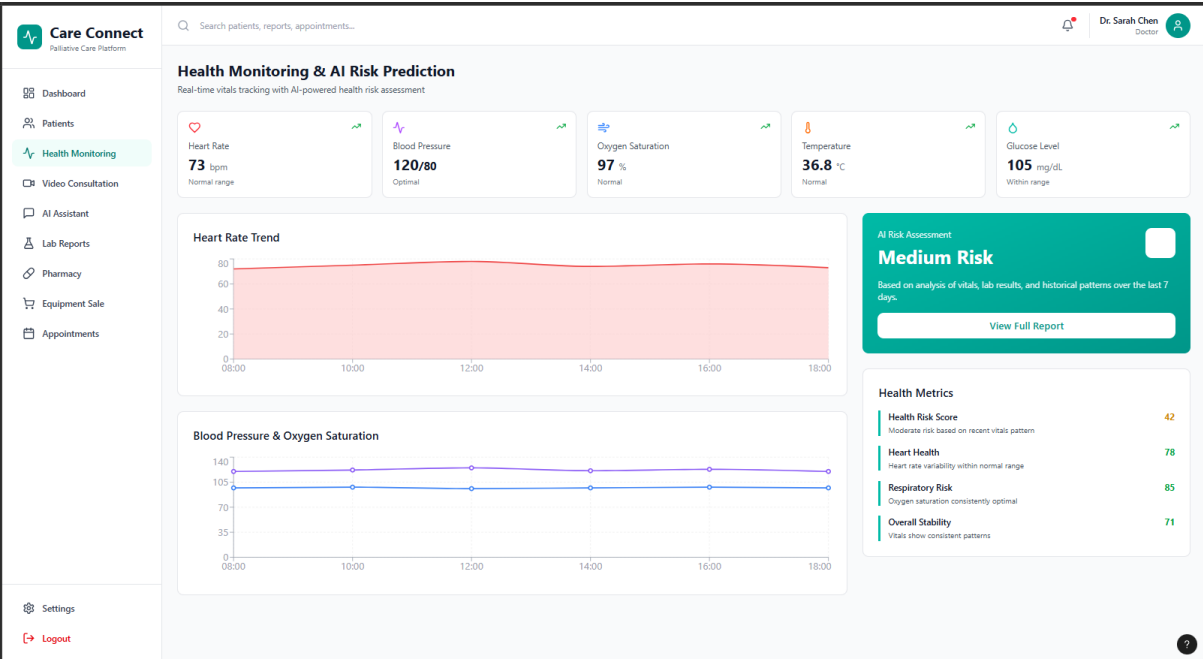 Care Connect
Palliative Care Platform
Dashboard
Patients
Health Monitoring
Video Consultation
AI Assistant
Lab Reports
Pharmacy
Equipment Sale
Appointments
Settings
Logout
Search patients, reports, appointments...
Dr. Sarah Chen
Doctor
Health Monitoring & AI Risk Prediction
Real-time vitals tracking with AI-powered health risk assessment
Heart Rate
73 bpm
Normal range
Blood Pressure
120/80
Optimal
Oxygen Saturation
97 %
Normal
Temperature
36.8 °C
Normal
Glucose Level
105 mg/dL
Within range
Heart Rate Trend
80
60
40
20
0
08:00 10:00 12:00 14:00 16:00 18:00
Blood Pressure & Oxygen Saturation
140
105
70
35
0
08:00 10:00 12:00 14:00 16:00 18:00
AI Risk Assessment
Medium Risk
Based on analysis of vitals, lab results, and historical patterns over the last 7
days.
View Full Report
Health Metrics
Health Risk Score 42
Moderate risk based on recent vitals pattern
Heart Health 78
Heart rate variability within normal range
Respiratory Risk 85
Oxygen saturation consistently optimal
Overall Stability 71
Vitals show consistent patterns
?